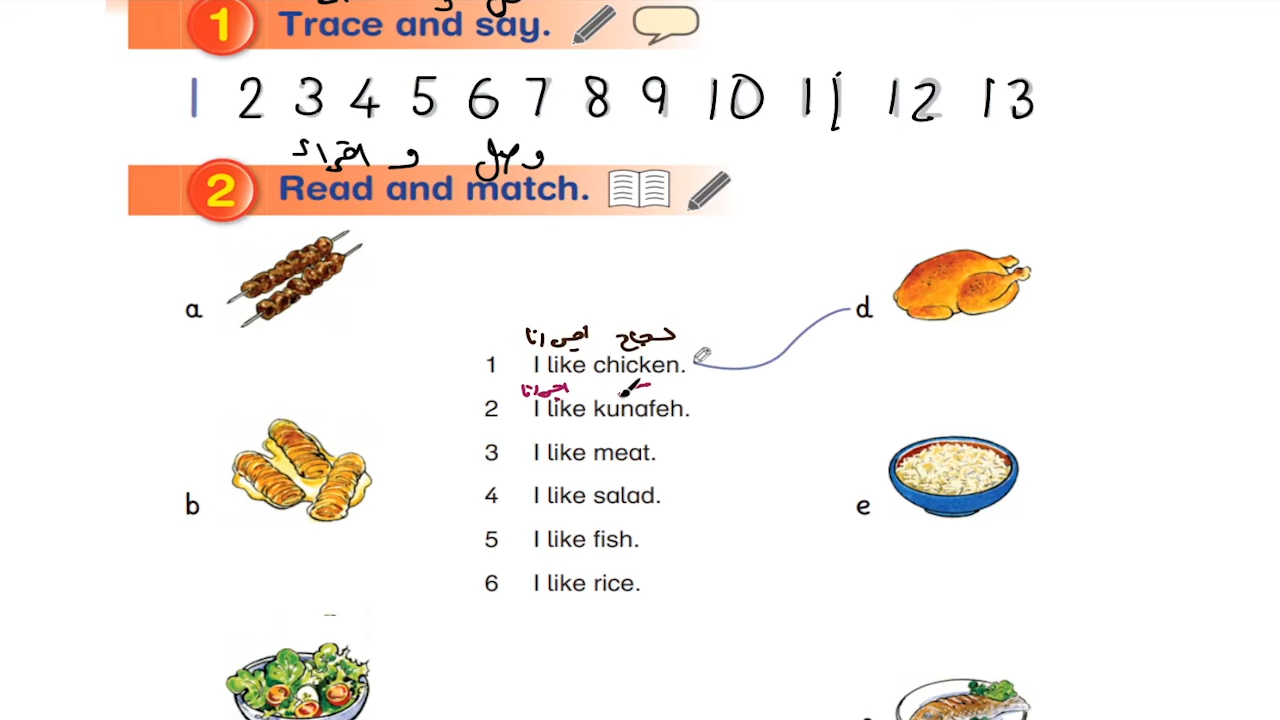 1 Trace and say.
1 2 3 4 5 6 7 8 9 10 11 12 13
اقراء و وصل
2 Read and match.
a
d
انا احب دجاج
1 I like chicken.
انا احب
2 I like kunafeh.
3 I like meat.
4 I like salad.
b
e
5 I like fish.
6 I like rice.